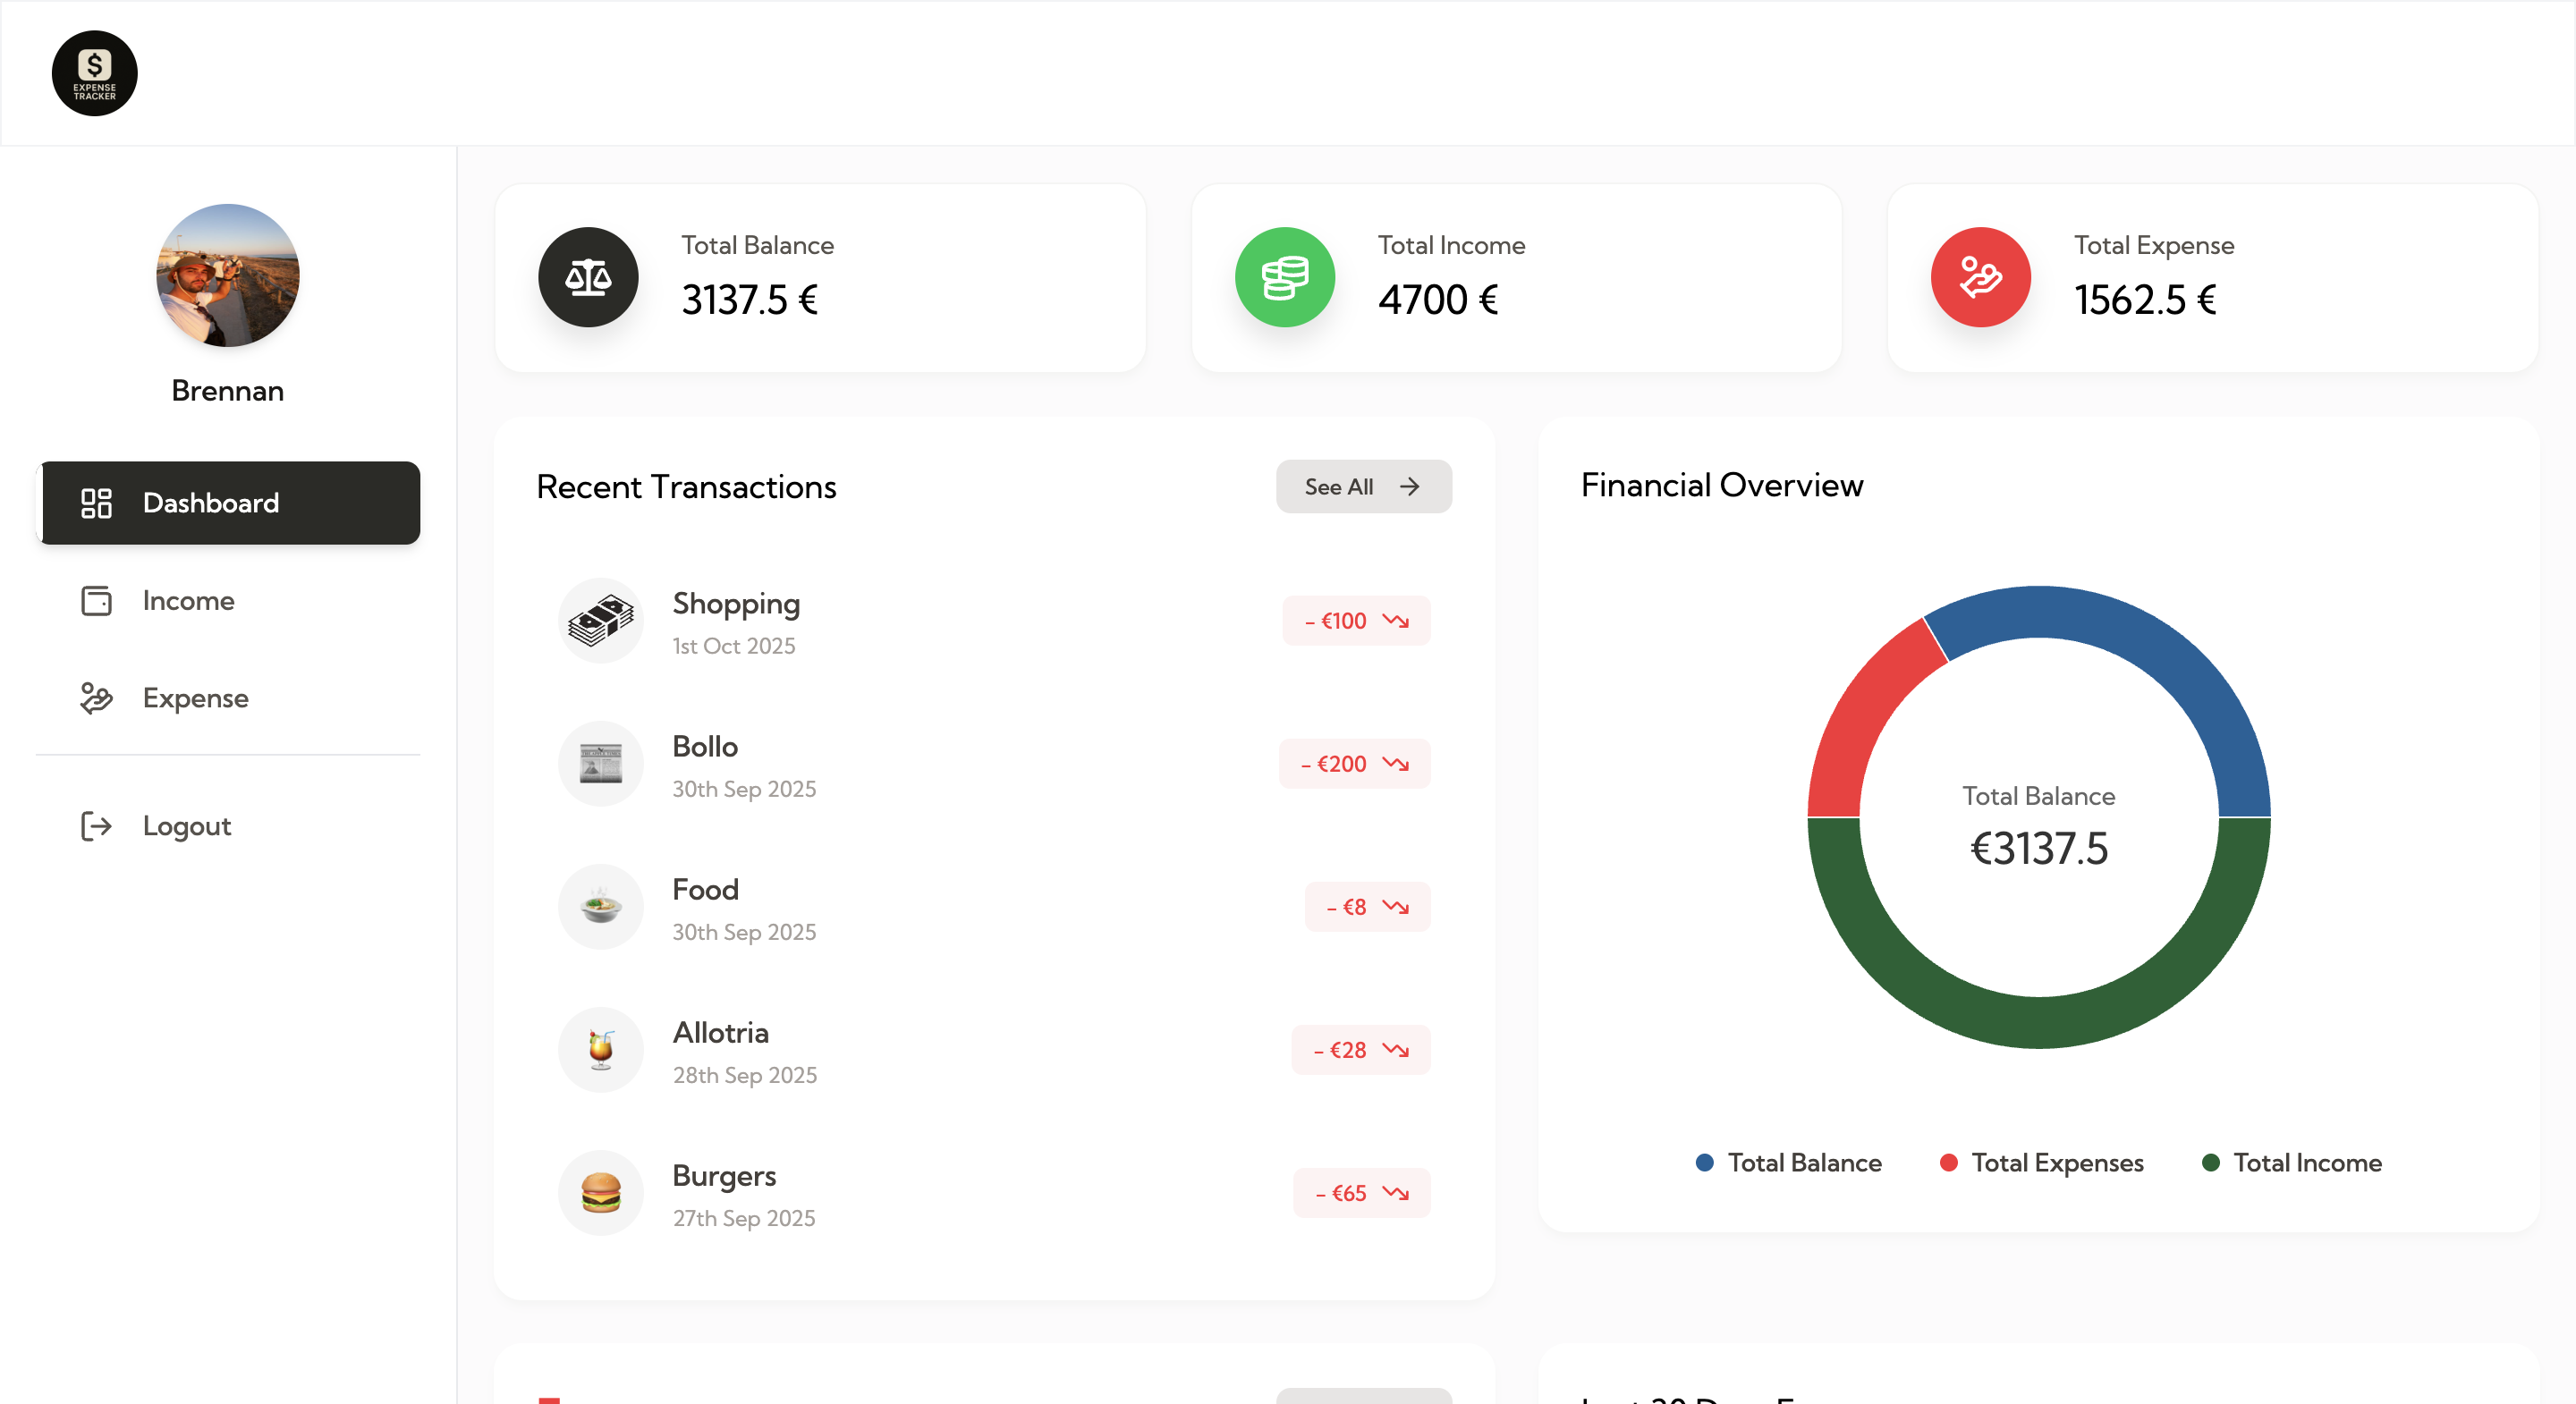 $
EXPENSE
TRACKER
Brennan
Dashboard
Income
Expense
Logout
Total Balance
3137.5 €
Total Income
4700 €
Total Expense
1562.5 €
Recent Transactions
See All
Shopping
1st Oct 2025
- €100
Bollo
30th Sep 2025
- €200
Food
30th Sep 2025
- €8
Allotria
28th Sep 2025
- €28
Burgers
27th Sep 2025
- €65
Financial Overview
Total Balance
€3137.5
Total Balance
Total Expenses
Total Income